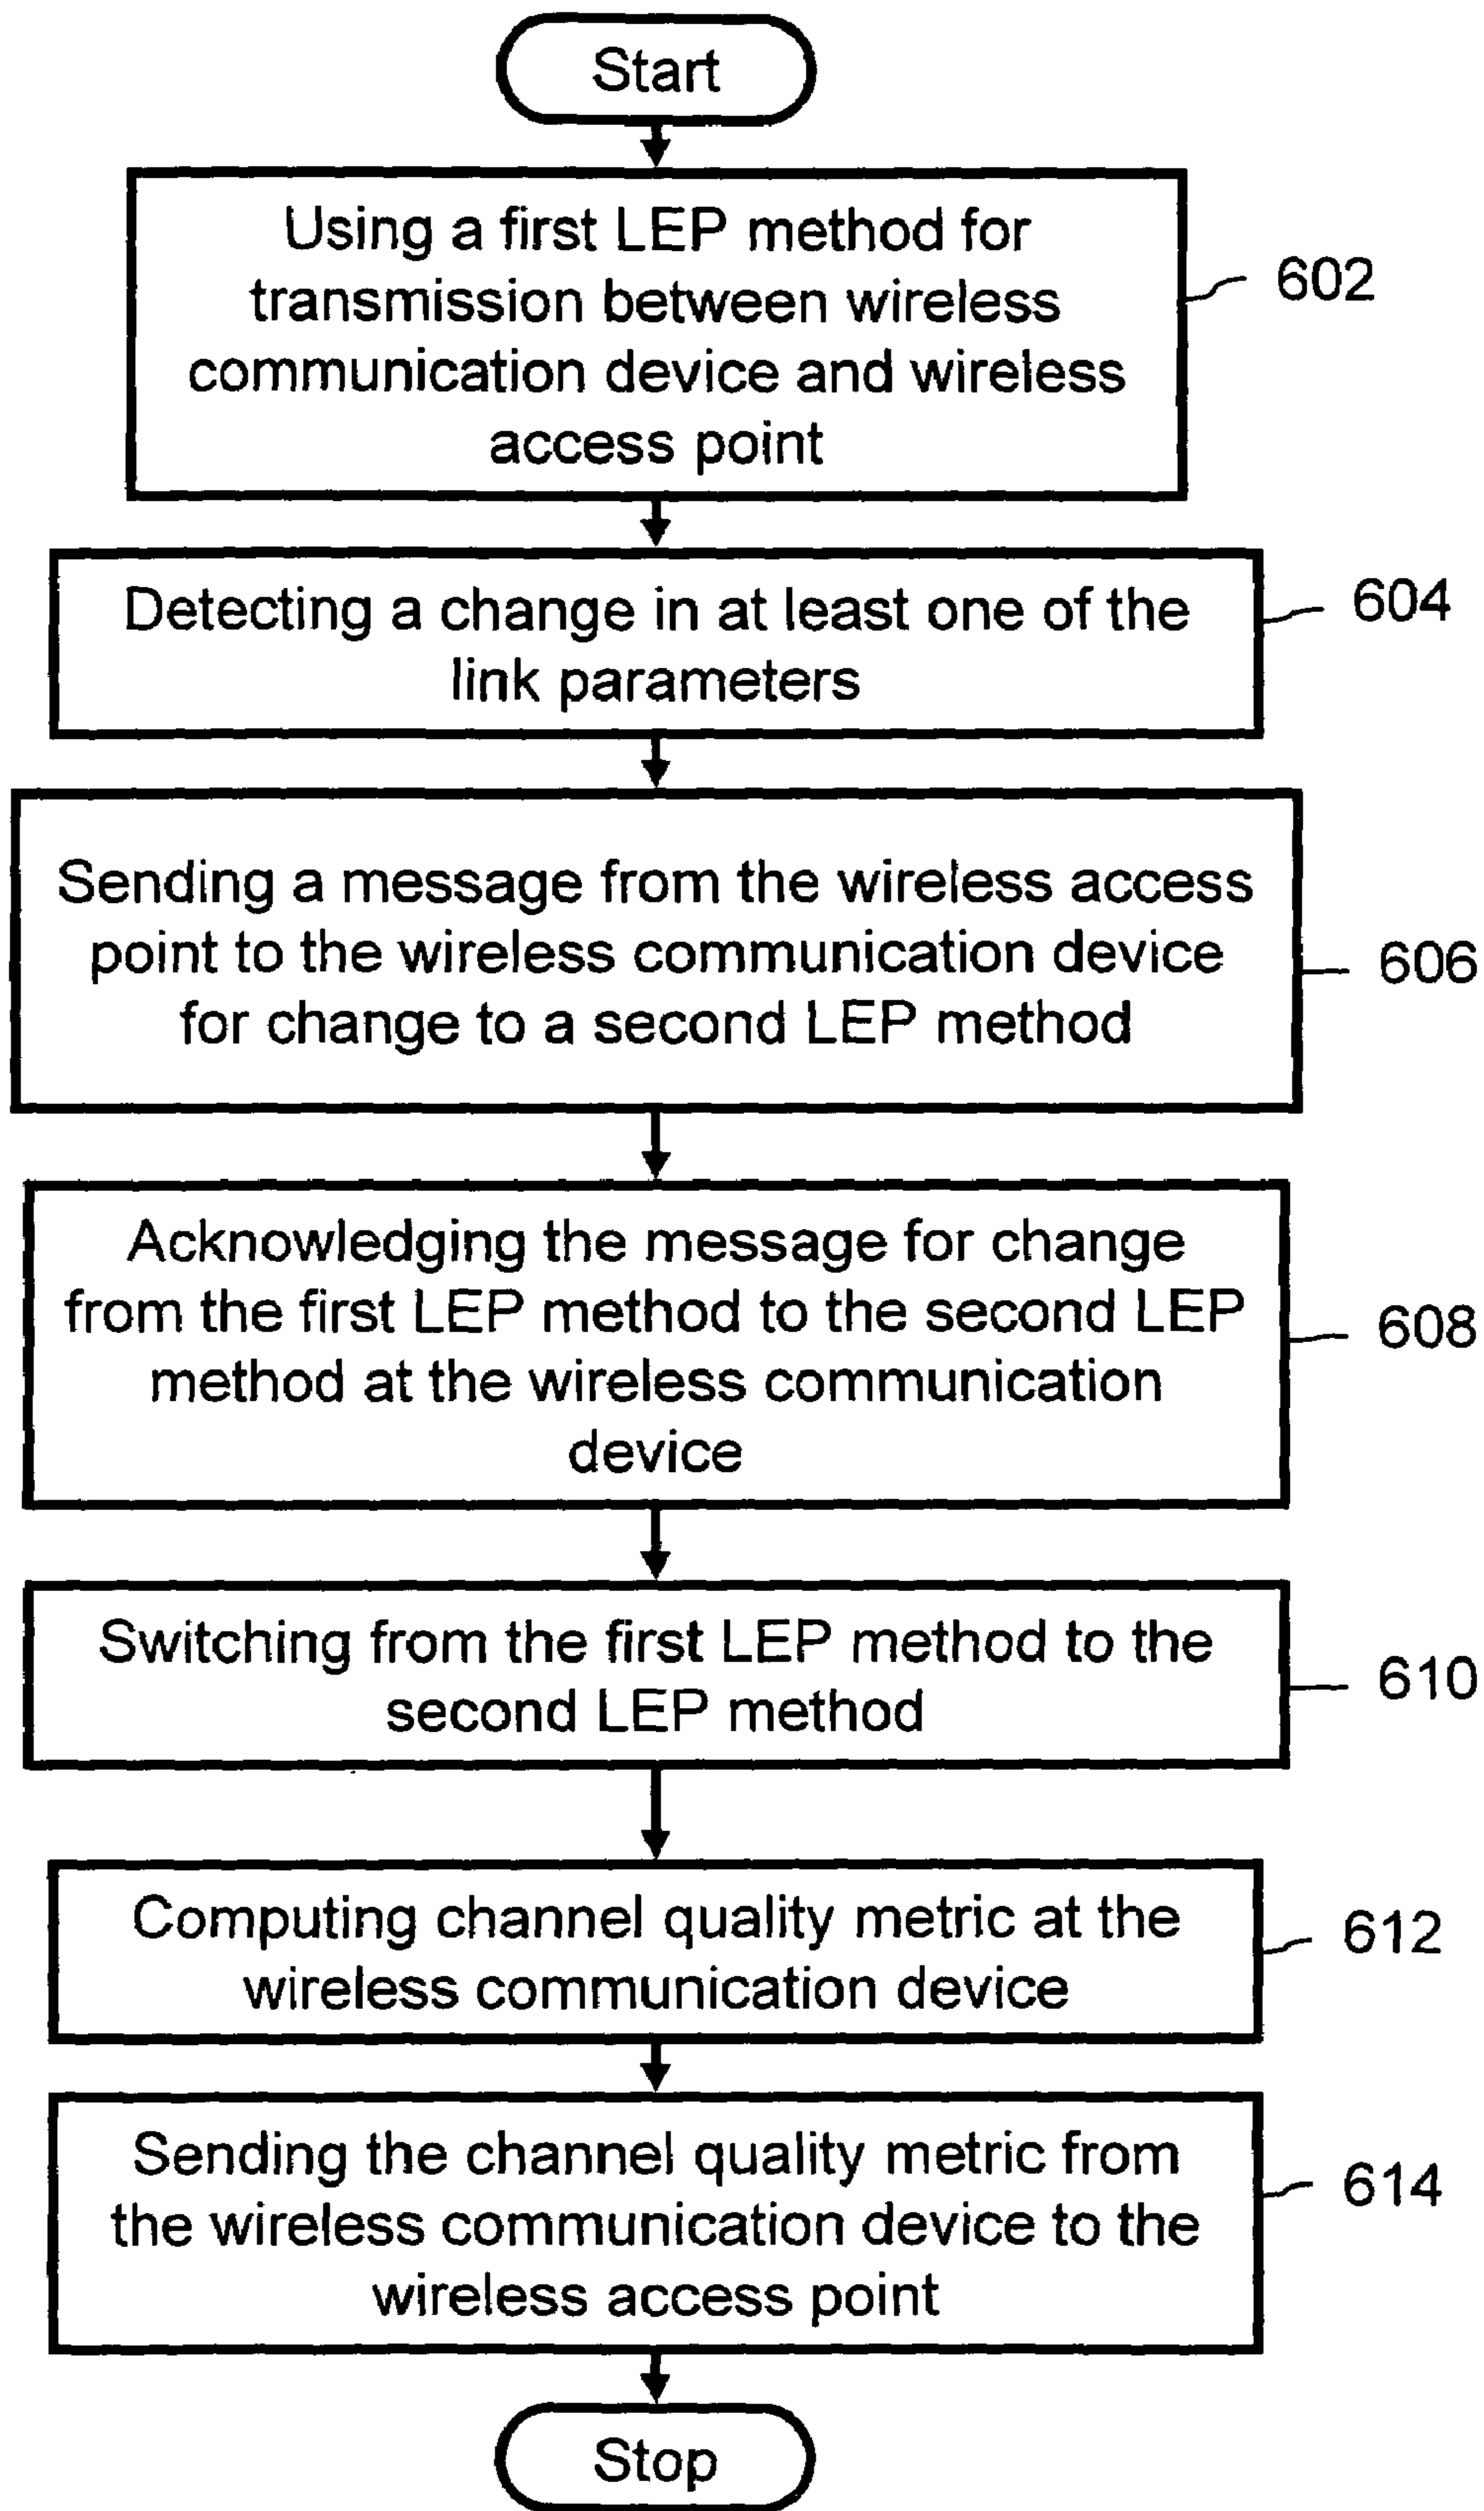 Start
Using a first LEP method for
transmission between wireless
communication device and wireless
access point
602
Detecting a change in at least one of the
link parameters
604
Sending a message from the wireless access
point to the wireless communication device
for change to a second LEP method
606
Acknowledging the message for change
from the first LEP method to the second LEP
method at the wireless communication
device
608
Switching from the first LEP method to the
second LEP method
610
Computing channel quality metric at the
wireless communication device
612
Sending the channel quality metric from
the wireless communication device to the
wireless access point
614
Stop